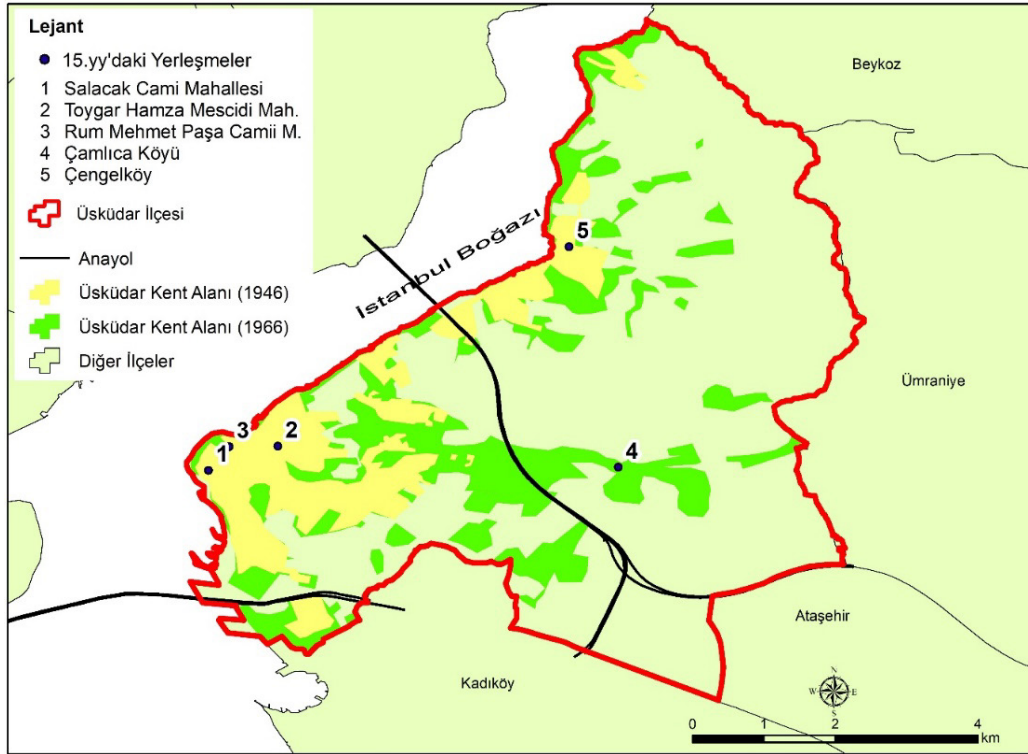 Lejant
15.yy'daki Yerleşmeler
1 Salacak Cami Mahallesi
2 Toygar Hamza Mescidi Mah.
3 Rum Mehmet Paşa Camii M.
4 Çamlıca Köyü
5 Çengelköy
Üsküdar İlçesi
Anayol
Üsküdar Kent Alanı (1946)
Üsküdar Kent Alanı (1966)
Diğer İlçeler
Beykoz
İstanbul Boğazı
5
Ümraniye
3
2
1
4
Ataşehir
Kadıköy
N
W E
S
0 1 2 4
km